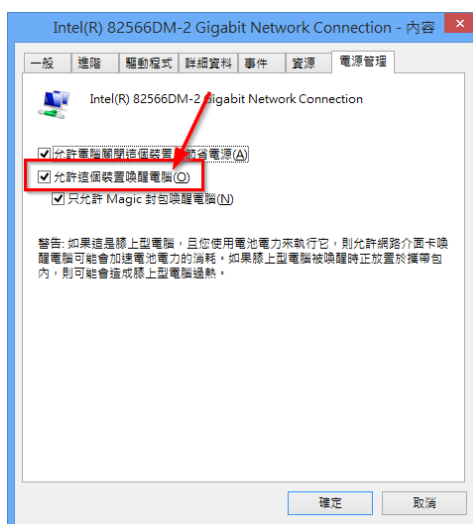 Intel(R) 82566DM-2 Gigabit Network Connection - 內容
一般 進階 驅動程式 詳細資料 事件 資源 電源管理
Intel(R) 82566DM-2 Gigabit Network Connection
允許電腦關閉這個裝置 節省電源(A)
允許這個裝置喚醒電腦(O)
只允許 Magic 封包喚醒電腦(N)
警告: 如果這是膝上型電腦，且您使用電池電力來執行它，則允許網路介面卡喚
醒電腦可能會加速電池電力的消耗。如果膝上型電腦被喚醒時正放置於攜帶包
內，則可能會造成膝上型電腦過熱。
確定 取消